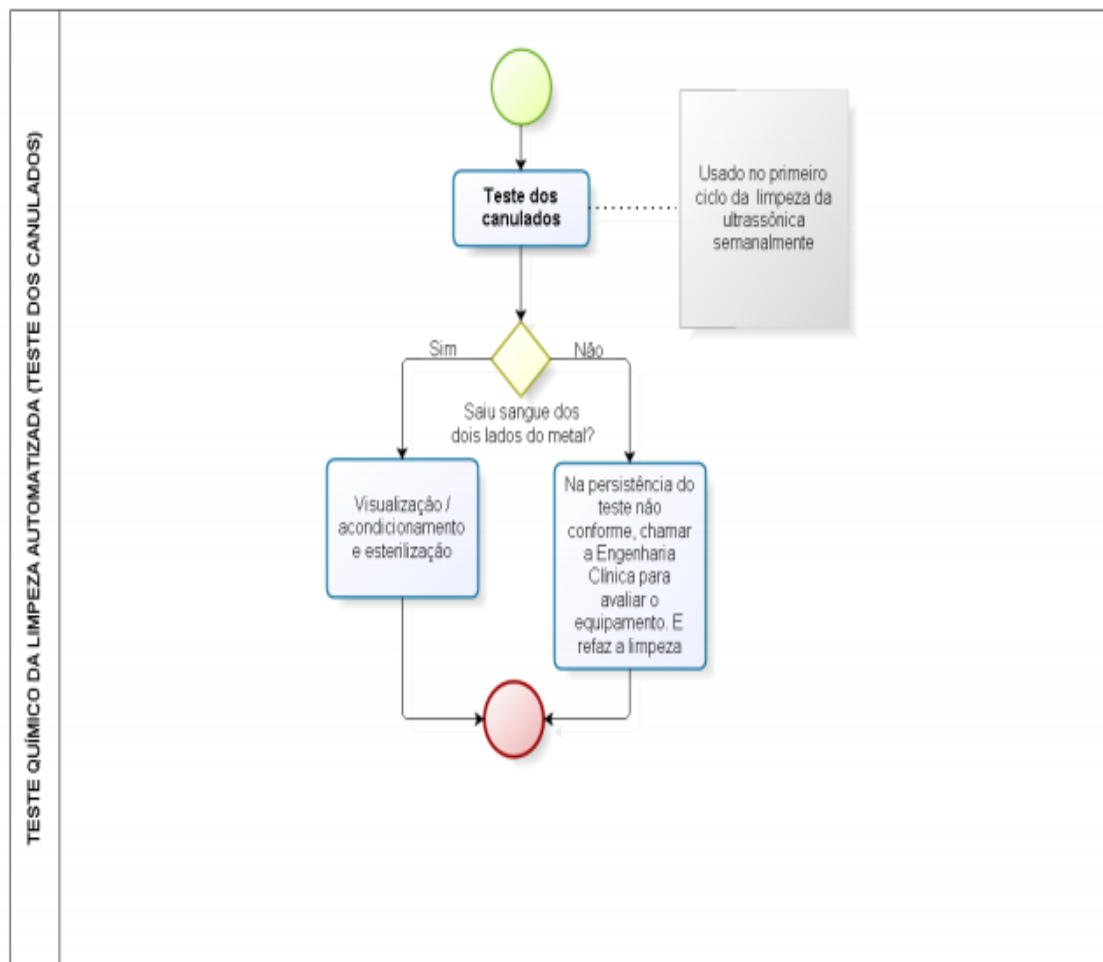 TESTE QUÍMICO DA LIMPEZA AUTOMATIZADA (TESTE DOS CANULADOS)
Teste dos
canulados
Usado no primeiro
ciclo da limpeza da
ultrassônica
semanalmente
Sim
Não
Saiu sangue dos
dois lados do metal?
Visualização /
acondicionamento
e esterilização
Na persistência do
teste não
conforme, chamar
a Engenharia
Clínica para
avaliar o
equipamento. E
refaz a limpeza